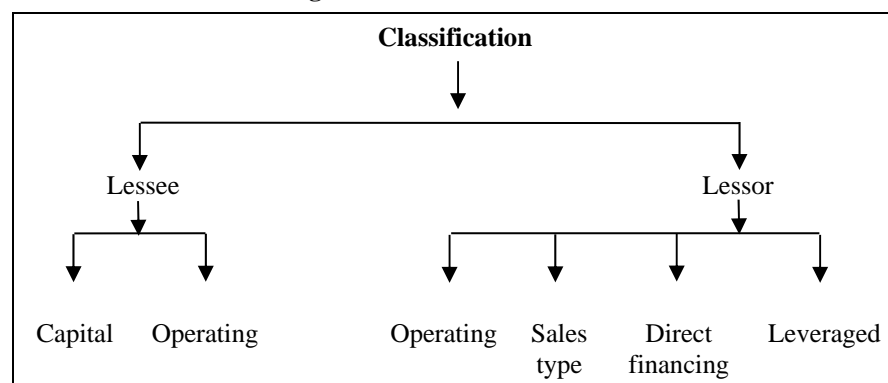 Classification
Lessee Lessor
Capital Operating Operating Sales Direct Leveraged
type financing